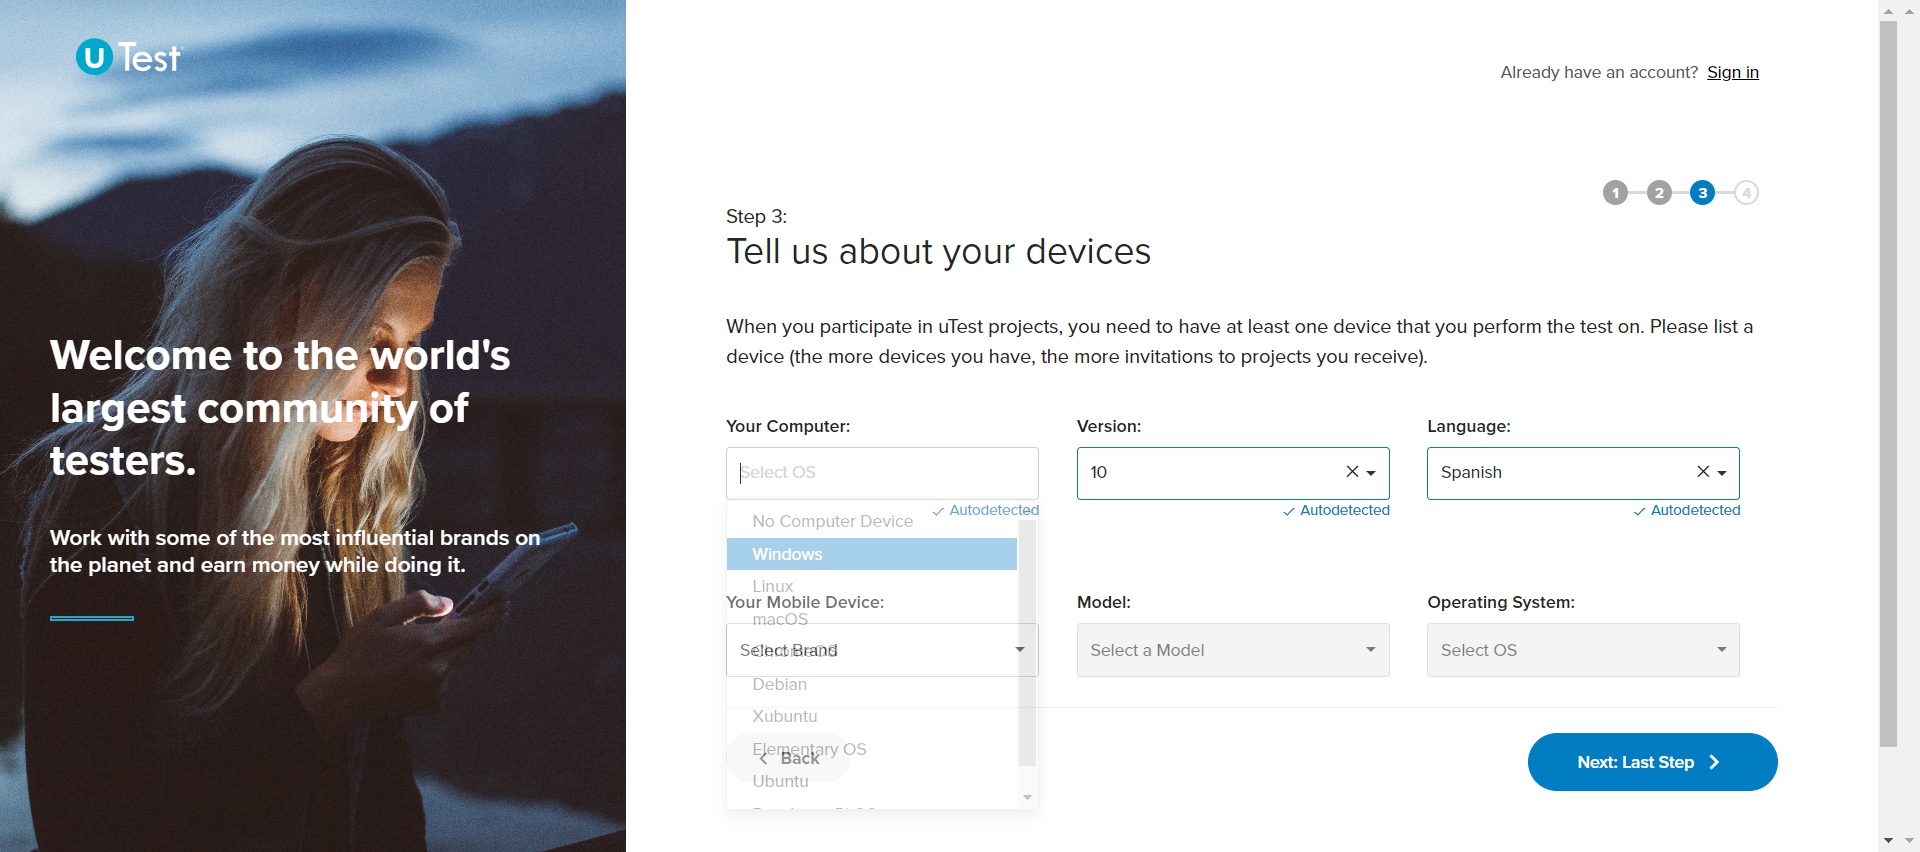 U Test
Welcome to the world's
largest community of
testers.
Work with some of the most influential brands on
the planet and earn money while doing it.
Already have an account? Sign in
1 2 3 4
Step 3:
Tell us about your devices
When you participate in uTest projects, you need to have at least one device that you perform the test on. Please list a
device (the more devices you have, the more invitations to projects you receive).
Your Computer: Version: Language:
Select OS 10 Spanish
Autodetected Autodetected Autodetected
No Computer Device
Windows
Linux
Your Mobile Device: Model: Operating System:
macOS
Select Brand Select a Model Select OS
ChromeOS
Debian
Xubuntu
Elementary OS
Back Next: Last Step
Ubuntu